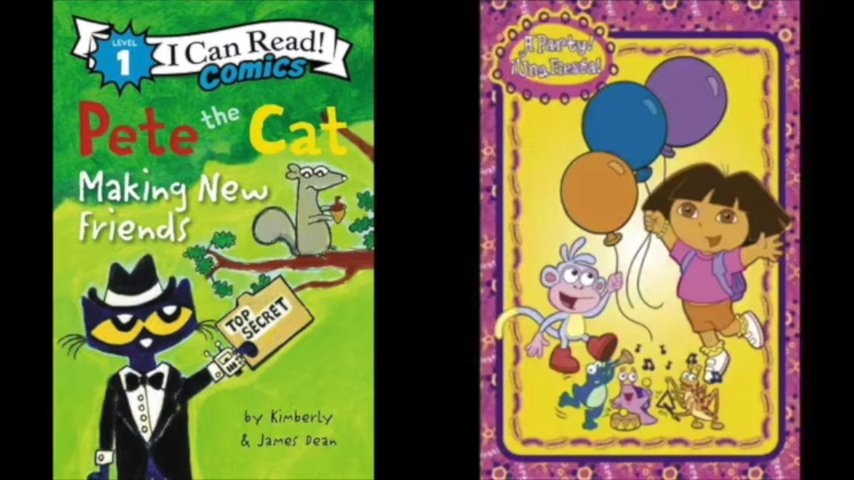 LEVEL
1
I Can Read!
Comics
Pete the Cat
Making New
Friends
TOP
SECRET
by Kimberly
& James Dean
A Party!
¡Una Fiesta!